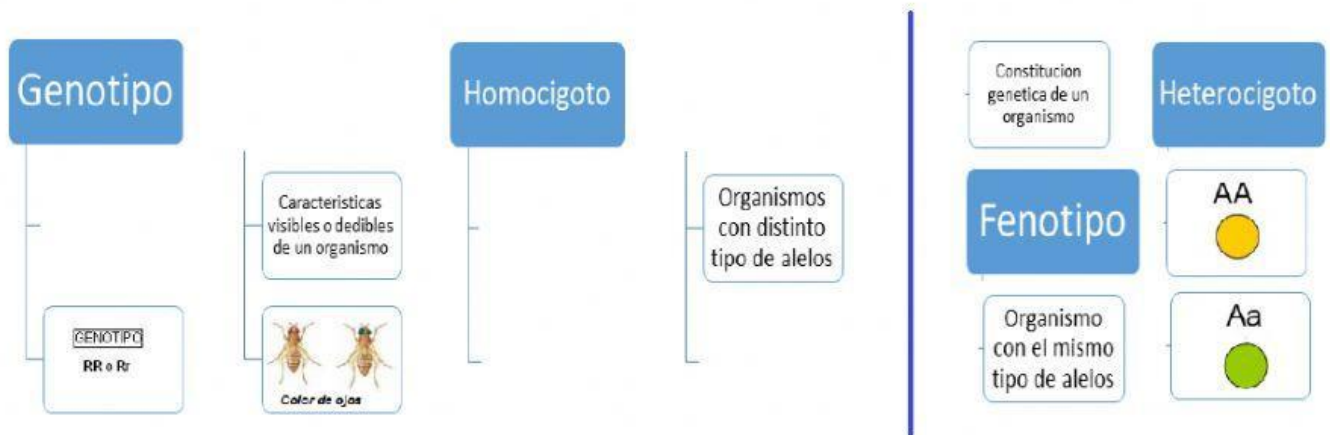 Genotipo
GENOTIPO
RR o Rr
Caracteristicas
visibles o dedibles
de un organismo
Color de ojos
Homocigoto
Organismos
con distinto
tipo de alelos
Constitucion
genetica de un
organismo
Heterocigoto
Fenotipo
AA
Organismo
con el mismo
tipo de alelos
Aa